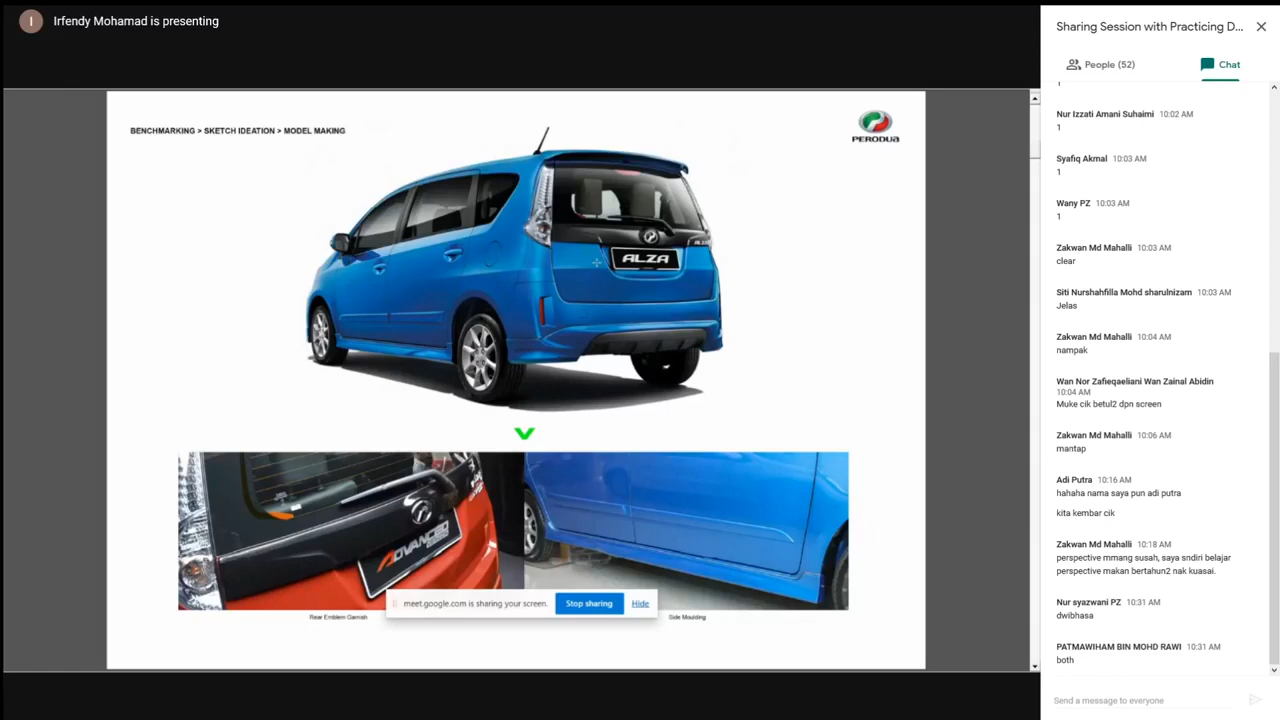 I
Irfendy Mohamad is presenting
BENCHMARKING > SKETCH IDEATION > MODEL MAKING
PERODUA
ALZA
ADVANCED
meet.google.com is sharing your screen.
Stop sharing
Hide
Rear Emblem Garnish
Side Moulding
Sharing Session with Practicing D...
People (52)
Chat
1
Nur Izzati Amani Suhaimi 10:02 AM
1
Syafiq Akmal 10:03 AM
1
Wany PZ 10:03 AM
1
Zakwan Md Mahalli 10:03 AM
clear
Siti Nurshahfilla Mohd sharulnizam 10:03 AM
Jelas
Zakwan Md Mahalli 10:04 AM
nampak
Wan Nor Zafieqaeliani Wan Zainal Abidin
10:04 AM
Muke cik betul2 dpn screen
Zakwan Md Mahalli 10:06 AM
mantap
Adi Putra 10:16 AM
hahaha nama saya pun adi putra
kita kembar cik
Zakwan Md Mahalli 10:18 AM
perspective mmang susah, saya sndiri belajar
perspective makan bertahun2 nak kuasai.
Nur syazwani PZ 10:31 AM
dwibhasa
PATMAWIHAM BIN MOHD RAWI 10:31 AM
both
Send a message to everyone